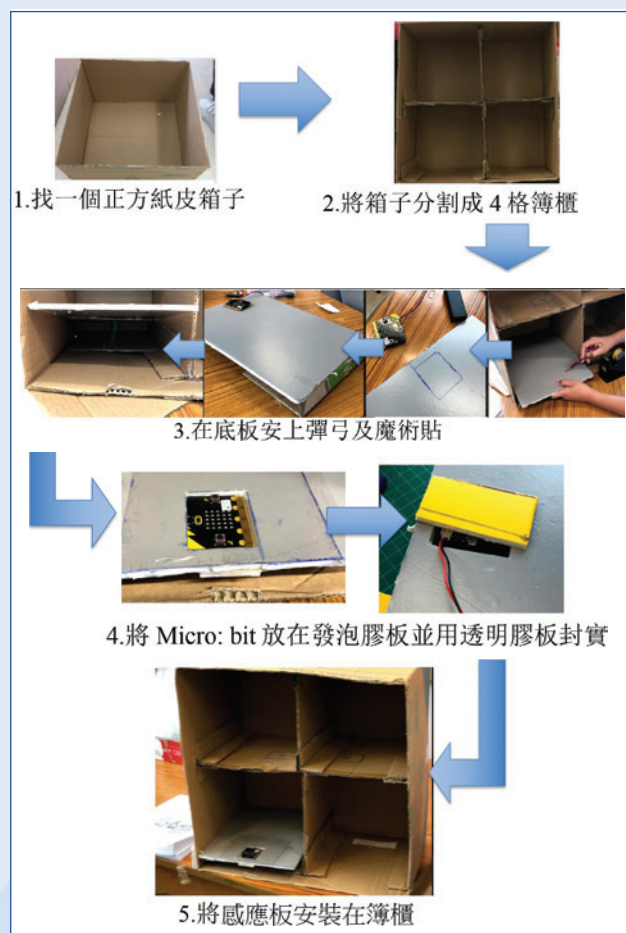 1.找一個正方紙皮箱子
2.將箱子分割成 4 格簿櫃
3.在底板安上彈弓及魔術貼
4.將 Micro: bit 放在發泡膠板並用透明膠板封實
5.將感應板安裝在簿櫃